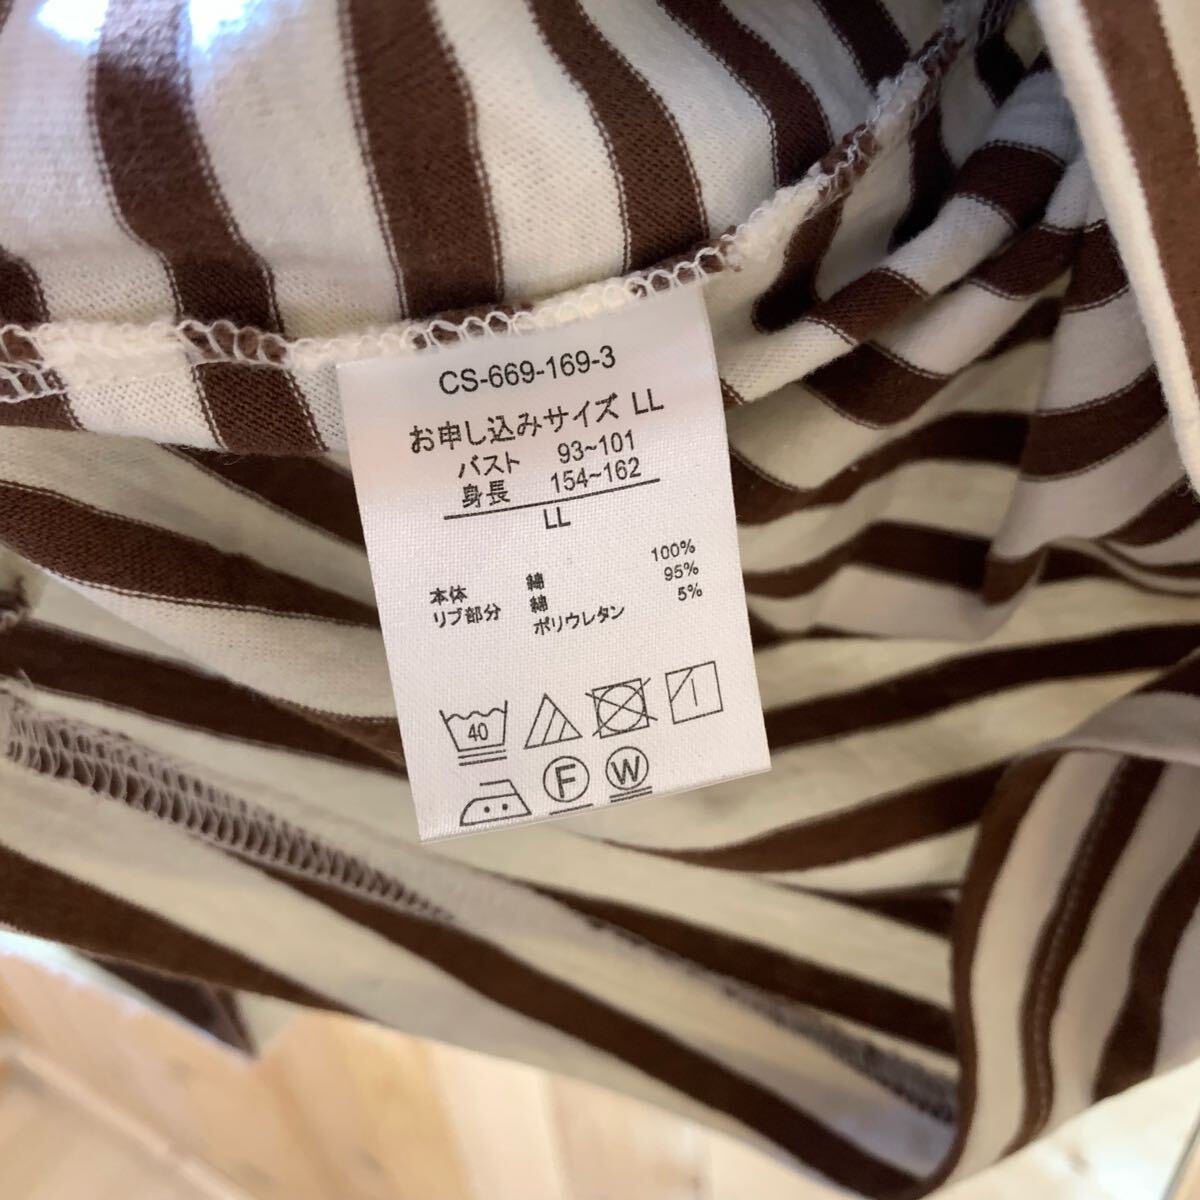 CS-669-169-3
お申し込みサイズ LL
バスト 93~101
身長 154~162
LL
本体 綿 100%
リブ部分 綿 95%
ポリウレタン 5%
40
F W